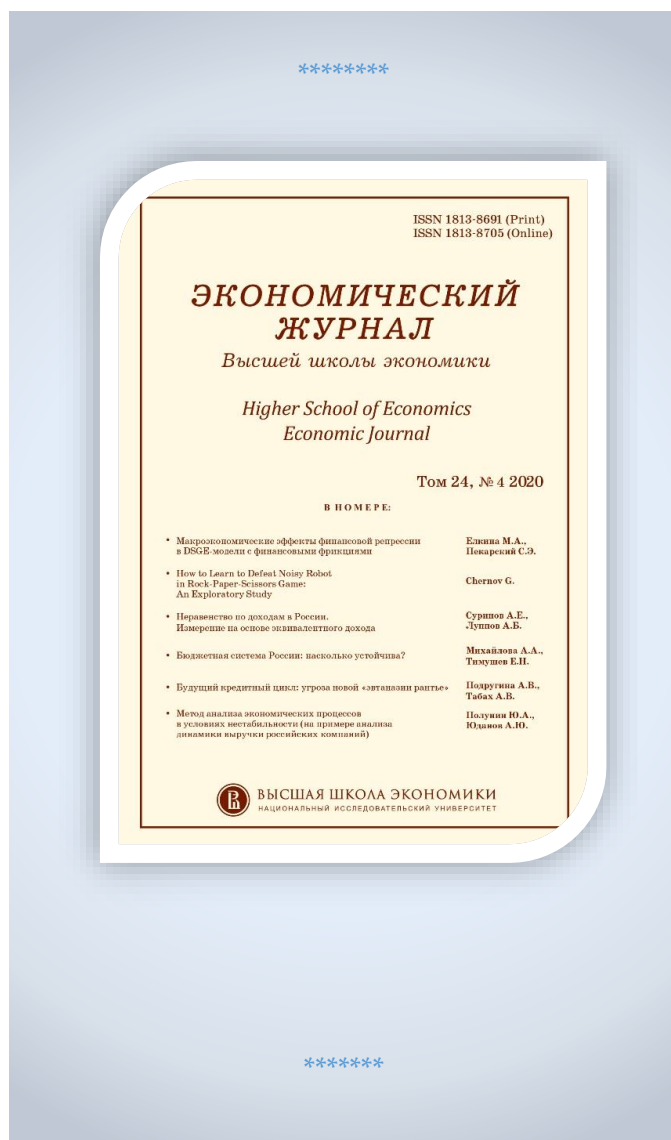 ********
ISSN 1813-8691 (Print)
ISSN 1813-8705 (Online)
ЭКОНОМИЧЕСКИЙ
ЖУРНАЛ
Высшей школы экономики
Higher School of Economics
Economic Journal
Том 24, № 4 2020
В НОМЕРЕ:
• Макроэкономические эффекты финансовой репрессии
в DSGE-модели с финансовыми фрикциями
Елкина М.А.,
Пекарский С.Э.
• How to Learn to Defeat Noisy Robot
in Rock-Paper-Scissors Game:
An Exploratory Study
Chernov G.
• Неравенство по доходам в России.
Измерение на основе эквивалентного дохода
Суринов А.Е.,
Луппов А.Б.
• Бюджетная система России: насколько устойчива?
Михайлова А.А.,
Тимушев Е.Н.
• Будущий кредитный цикл: угроза новой «эвтаназии рантье»
Подругина А.В.,
Табах А.В.
• Метод анализа экономических процессов
в условиях нестабильности (на примере анализа
динамики выручки российских компаний)
Полунин Ю.А.,
Юданов А.Ю.
ВЫСШАЯ ШКОЛА ЭКОНОМИКИ
НАЦИОНАЛЬНЫЙ ИССЛЕДОВАТЕЛЬСКИЙ УНИВЕРСИТЕТ
*******